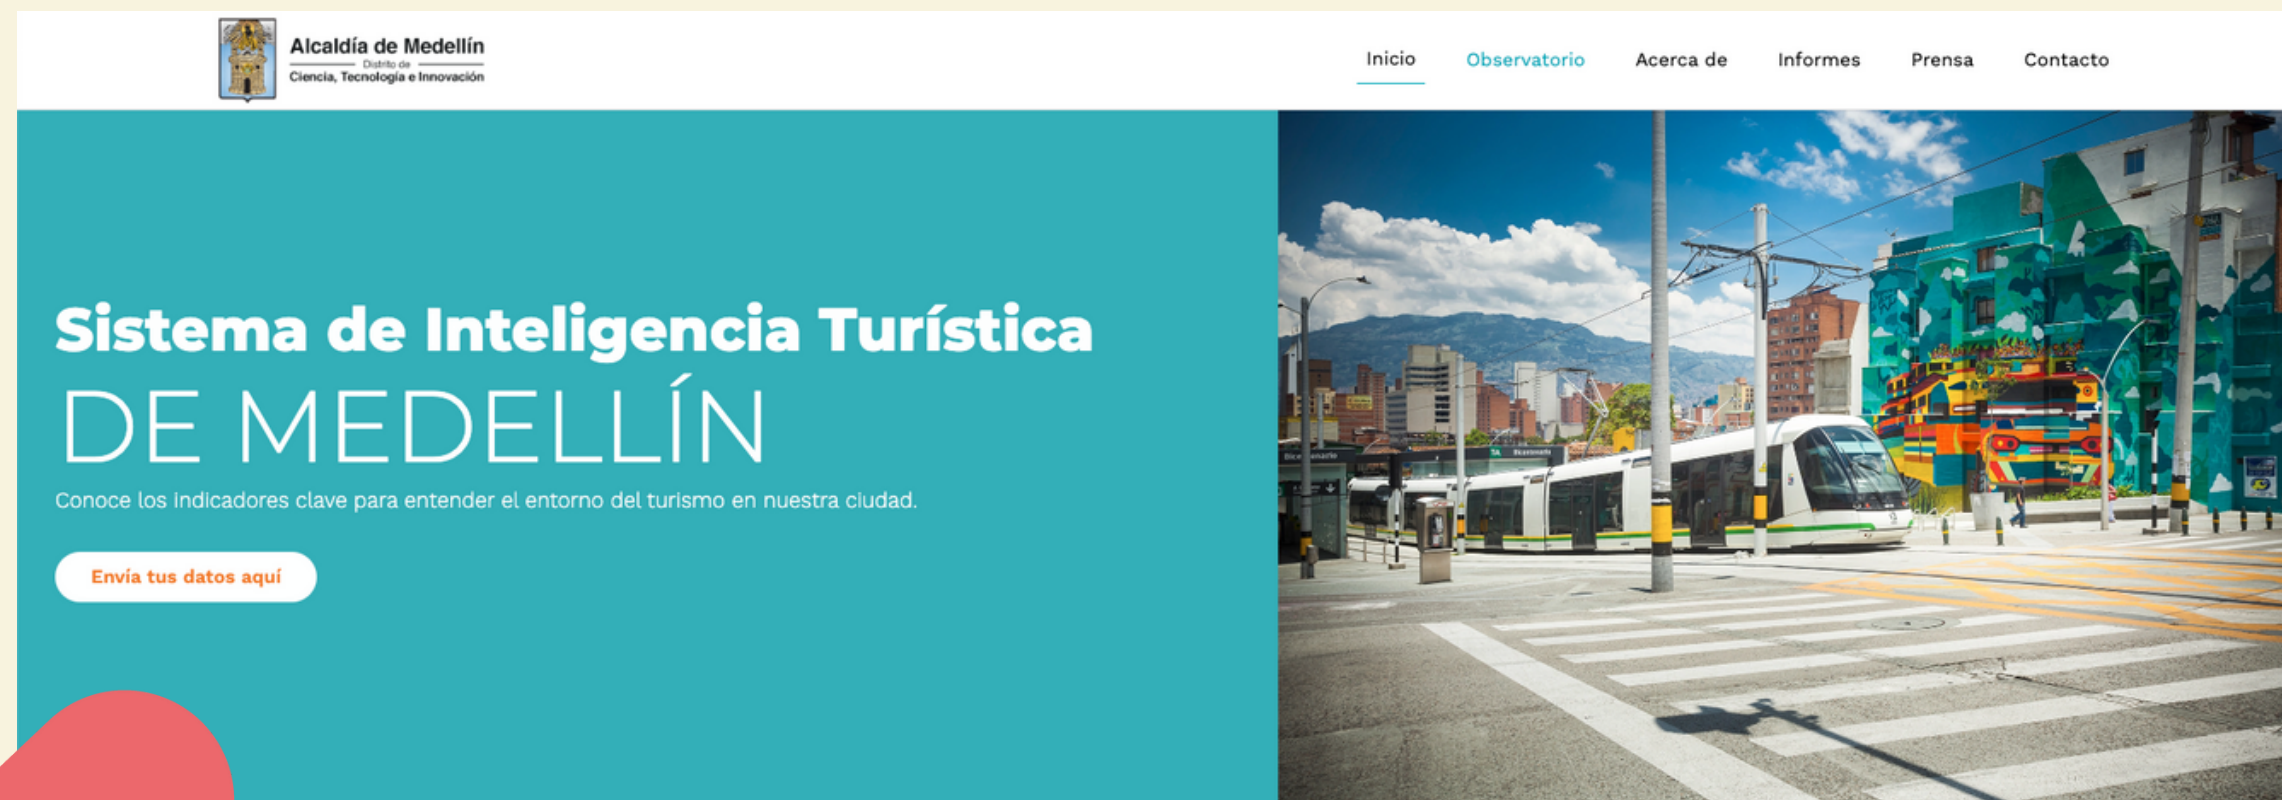 Alcaldía de Medellín
Distrito de
Ciencia, Tecnología e Innovación
Inicio Observatorio Acerca de Informes Prensa Contacto
Sistema de Inteligencia Turística
DE MEDELLÍN
Conoce los indicadores clave para entender el entorno del turismo en nuestra ciudad.
Envía tus datos aquí
TA Bicentenario